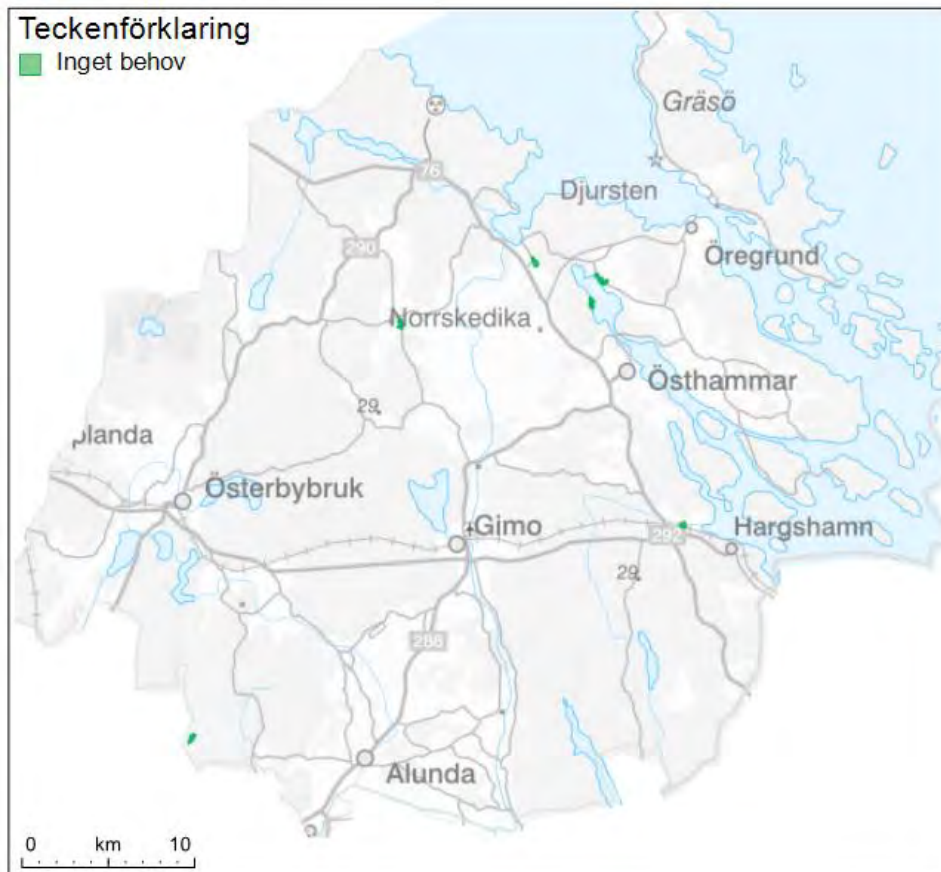 Teckenförklaring
Inget behov
Gräsö
76
Djursten
290
Öregrund
Norrskedika
Östhammar
29
planda
Österbybruk
Gimo
292
Hargshamn
29
288
Alunda
0 km 10